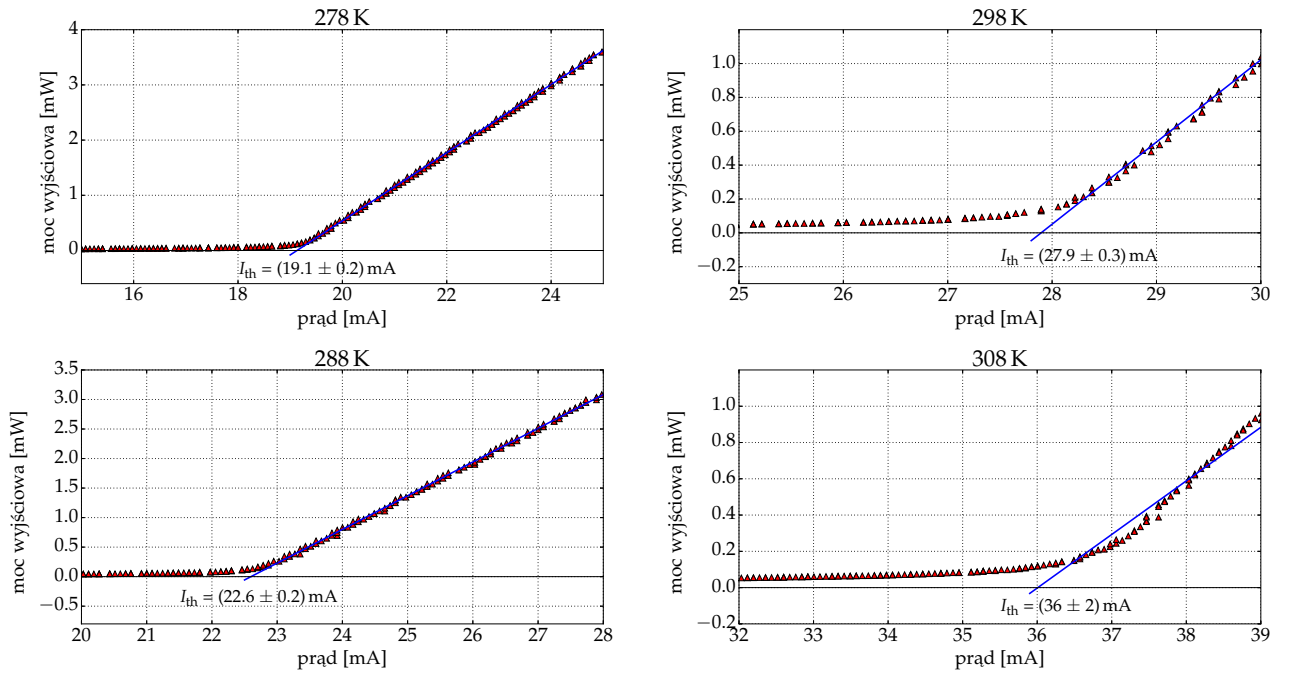 278 K
4
3
2
1
0
moc wyjściowa [mW]
I_th = (19.1 ± 0.2) mA
16 18 20 22 24
prąd [mA]
298 K
1.0
0.8
0.6
0.4
0.2
0.0
−0.2
moc wyjściowa [mW]
I_th = (27.9 ± 0.3) mA
25 26 27 28 29 30
prąd [mA]
288 K
3.5
3.0
2.5
2.0
1.5
1.0
0.5
0.0
−0.5
moc wyjściowa [mW]
I_th = (22.6 ± 0.2) mA
20 21 22 23 24 25 26 27 28
prąd [mA]
308 K
1.0
0.8
0.6
0.4
0.2
0.0
−0.2
moc wyjściowa [mW]
I_th = (36 ± 2) mA
32 33 34 35 36 37 38 39
prąd [mA]